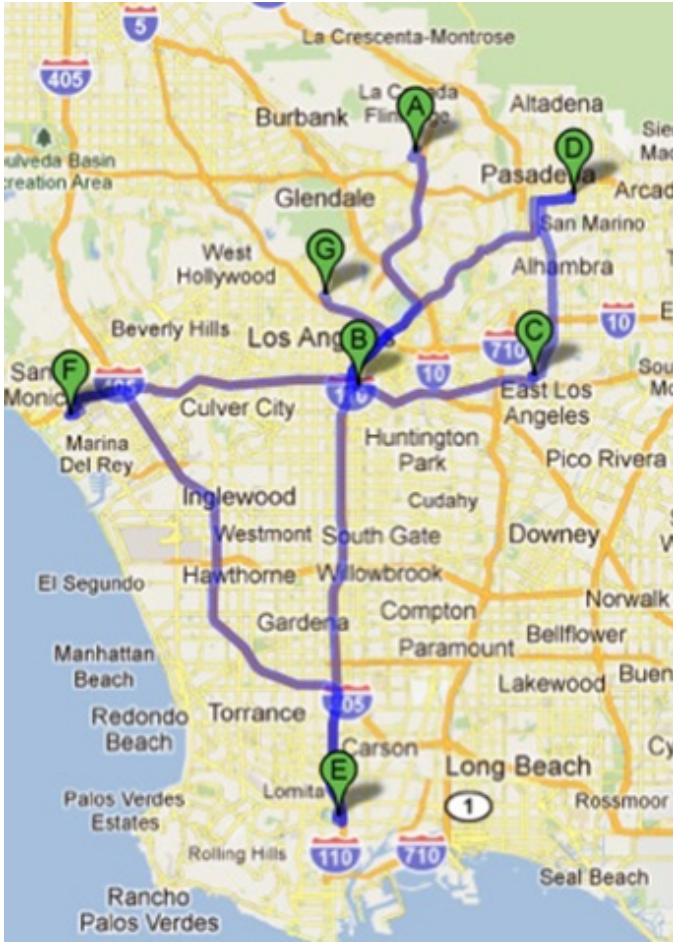 5
La Crescenta-Montrose
405
La
Burbank
A
Altadena
D
Pasadena
Glendale
San Marino
G
West
Hollywood
Alhambra
Beverly Hills
Los
B
710
C
10
10
F
Culver City
East Los
Angeles
Marina
Del Rey
Huntington
Park
Pico Rivera
Inglewood
Cudahy
Westmont
South Gate
Downey
El Segundo
Hawthorne
Willowbrook
Norwalk
Gardena
Compton
Bellflower
Manhattan
Beach
Paramount
Lakewood
Redondo
Beach
Torrance
Carson
E
Long Beach
Palos Verdes
Estates
Lomita
1
Rossmoor
Rolling Hills
110
710
Seal Beach
Rancho
Palos Verdes